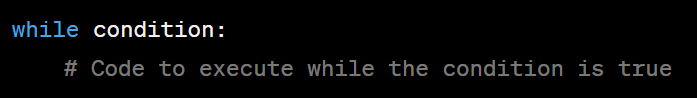 while condition:
    # Code to execute while the condition is true